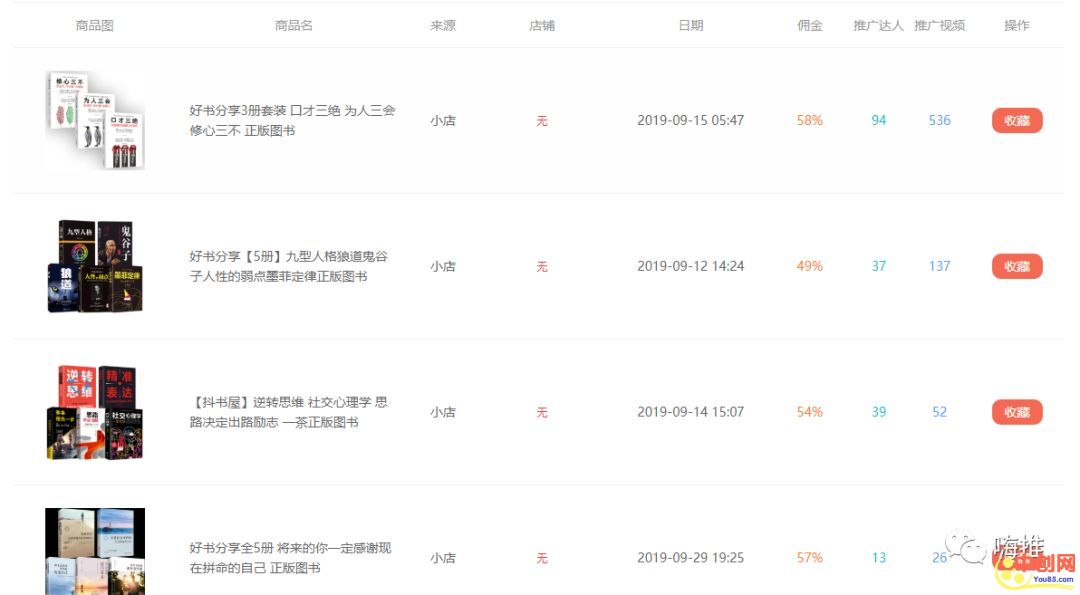 商品图 商品名 来源 店铺 日期 佣金 推广达人 推广视频 操作
修心三不
为人三会
口才三绝
好书分享3册套装 口才三绝 为人三会
修心三不 正版图书
小店 无 2019-09-15 05:47 58% 94 536 收藏
九型人格
鬼谷子
狼道
人性的弱点
墨菲定律
好书分享【5册】九型人格狼道鬼谷
子人性的弱点墨菲定律正版图书
小店 无 2019-09-12 14:24 49% 37 137 收藏
逆转思维
精准表达
社交心理学
【抖书屋】逆转思维 社交心理学 思
路决定出路励志 一茶正版图书
小店 无 2019-09-14 15:07 54% 39 52 收藏
好书分享全5册 将来的你一定感谢现
在拼命的自己 正版图书
小店 无 2019-09-29 19:25 57% 13 26
嗨推
中创网
You85.com